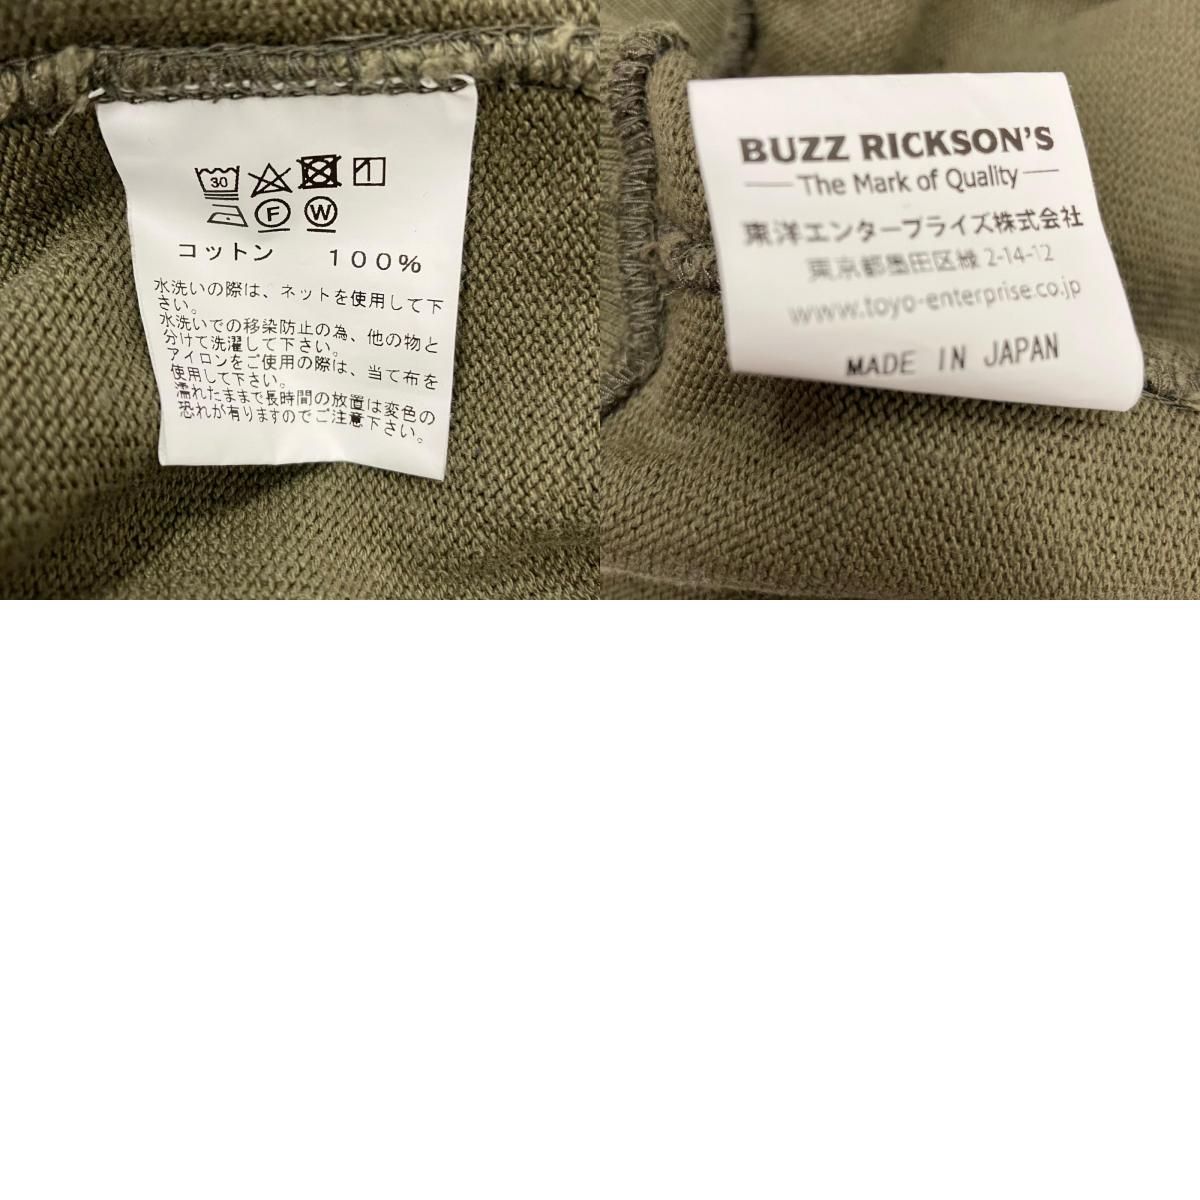 30
F W
コットン 100%
水洗いの際は、ネットを使用して下
さい。
水洗いでの移染防止の為、他の物と
分けて洗濯して下さい。
アイロンをご使用の際は、当て布を
使用して下さい。
濡れたままで長時間の放置は変色の
恐れが有りますのでご注意下さい。
BUZZ RICKSON'S
The Mark of Quality
東洋エンタープライズ株式会社
東京都墨田区緑 2-14-12
www.toyo-enterprise.co.jp
MADE IN JAPAN